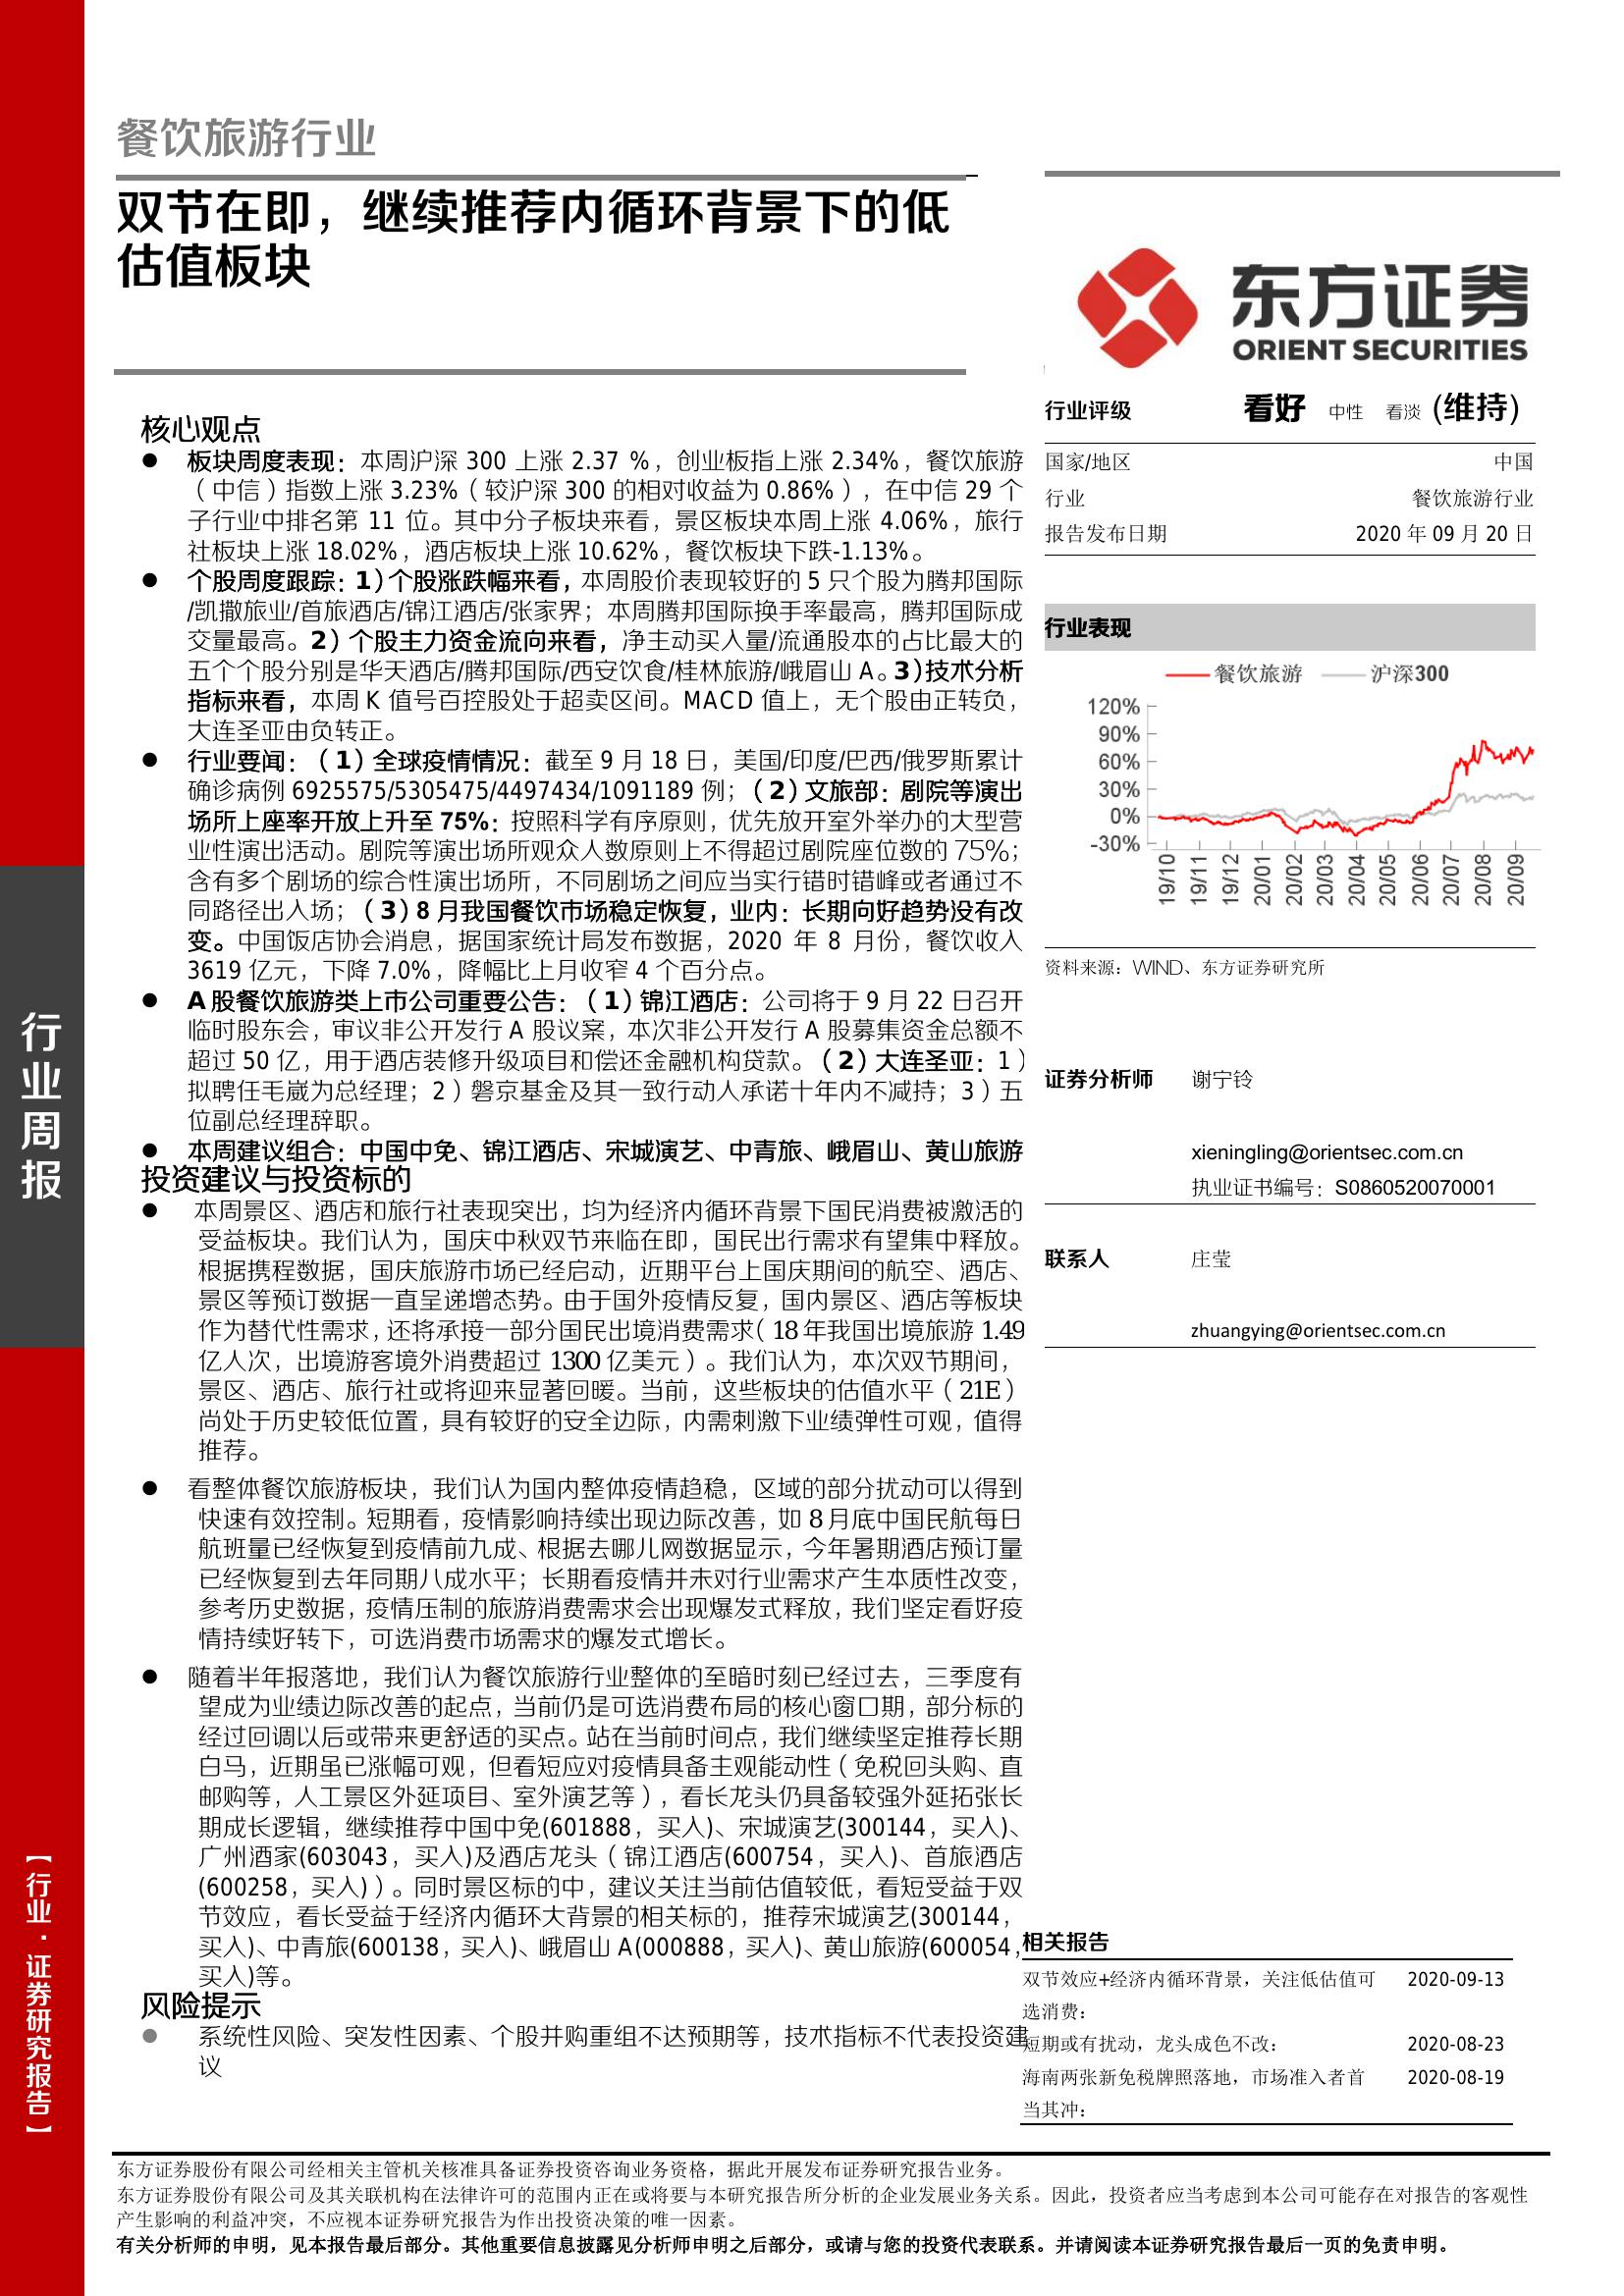 餐饮旅游行业
双节在即，继续推荐内循环背景下的低
估值板块
东方证券
ORIENT SECURITIES
核心观点
● 板块周度表现：本周沪深 300 上涨 2.37 %，创业板指上涨 2.34%，餐饮旅游
（中信）指数上涨 3.23%（较沪深 300 的相对收益为 0.86%），在中信 29 个
子行业中排名第 11 位。其中分子板块来看，景区板块本周上涨 4.06%，旅行
社板块上涨 18.02%，酒店板块上涨 10.62%，餐饮板块下跌-1.13%。
● 个股周度跟踪：1)个股涨跌幅来看，本周股价表现较好的 5 只个股为腾邦国际
/凯撒旅业/首旅酒店/锦江酒店/张家界；本周腾邦国际换手率最高，腾邦国际成
交量最高。2）个股主力资金流向来看，净主动买入量/流通股本的占比最大的
五个个股分别是华天酒店/腾邦国际/西安饮食/桂林旅游/峨眉山 A。3)技术分析
指标来看，本周 K 值号百控股处于超卖区间。MACD 值上，无个股由正转负，
大连圣亚由负转正。
● 行业要闻：（1）全球疫情情况：截至 9 月 18 日，美国/印度/巴西/俄罗斯累计
确诊病例 6925575/5305475/4497434/1091189 例；（2）文旅部：剧院等演出
场所上座率开放上升至 75%：按照科学有序原则，优先放开室外举办的大型营
业性演出活动。剧院等演出场所观众人数原则上不得超过剧院座位数的 75%；
含有多个剧场的综合性演出场所，不同剧场之间应当实行错时错峰或者通过不
同路径出入场；（3）8 月我国餐饮市场稳定恢复，业内：长期向好趋势没有改
变。中国饭店协会消息，据国家统计局发布数据，2020 年 8 月份，餐饮收入
3619 亿元，下降 7.0%，降幅比上月收窄 4 个百分点。
● A 股餐饮旅游类上市公司重要公告：（1）锦江酒店：公司将于 9 月 22 日召开
临时股东会，审议非公开发行 A 股议案，本次非公开发行 A 股募集资金总额不
超过 50 亿，用于酒店装修升级项目和偿还金融机构贷款。（2）大连圣亚：1）
拟聘任毛崴为总经理；2）磐京基金及其一致行动人承诺十年内不减持；3）五
位副总经理辞职。
● 本周建议组合：中国中免、锦江酒店、宋城演艺、中青旅、峨眉山、黄山旅游
投资建议与投资标的
● 本周景区、酒店和旅行社表现突出，均为经济内循环背景下国民消费被激活的
受益板块。我们认为，国庆中秋双节来临在即，国民出行需求有望集中释放。
根据携程数据，国庆旅游市场已经启动，近期平台上国庆期间的航空、酒店、
景区等预订数据一直呈递增态势。由于国外疫情反复，国内景区、酒店等板块
作为替代性需求，还将承接一部分国民出境消费需求（18 年我国出境旅游 1.49
亿人次，出境游客境外消费超过 1300 亿美元）。我们认为，本次双节期间，
景区、酒店、旅行社或将迎来显著回暖。当前，这些板块的估值水平（21E）
尚处于历史较低位置，具有较好的安全边际，内需刺激下业绩弹性可观，值得
推荐。
● 看整体餐饮旅游板块，我们认为国内整体疫情趋稳，区域的部分扰动可以得到
快速有效控制。短期看，疫情影响持续出现边际改善，如 8 月底中国民航每日
航班量已经恢复到疫情前九成、根据去哪儿网数据显示，今年暑期酒店预订量
已经恢复到去年同期八成水平；长期看疫情并未对行业需求产生本质性改变，
参考历史数据，疫情压制的旅游消费需求会出现爆发式释放，我们坚定看好疫
情持续好转下，可选消费市场需求的爆发式增长。
● 随着半年报落地，我们认为餐饮旅游行业整体的至暗时刻已经过去，三季度有
望成为业绩边际改善的起点，当前仍是可选消费布局的核心窗口期，部分标的
经过回调以后或带来更舒适的买点。站在当前时间点，我们继续坚定推荐长期
白马，近期虽已涨幅可观，但看短应对疫情具备主观能动性（免税回头购、直
邮购等，人工景区外延项目、室外演艺等），看长龙头仍具备较强外延拓张长
期成长逻辑，继续推荐中国中免(601888，买入)、宋城演艺(300144，买入)、
广州酒家(603043，买入)及酒店龙头（锦江酒店(600754，买入)、首旅酒店
(600258，买入)）。同时景区标的中，建议关注当前估值较低，看短受益于双
节效应，看长受益于经济内循环大背景的相关标的，推荐宋城演艺(300144，
买入)、中青旅(600138，买入)、峨眉山 A(000888，买入)、黄山旅游(600054，
买入)等。
风险提示
● 系统性风险、突发性因素、个股并购重组不达预期等，技术指标不代表投资建
议
行业评级 看好 中性 看淡 (维持)
国家/地区 中国
行业 餐饮旅游行业
报告发布日期 2020 年 09 月 20 日
行业表现
餐饮旅游 沪深300
120%
90%
60%
30%
0%
-30%
19/10 19/11 19/12 20/01 20/02 20/03 20/04 20/05 20/06 20/07 20/08 20/09
资料来源：WIND、东方证券研究所
证券分析师 谢宁铃
xieningling@orientsec.com.cn
执业证书编号：S0860520070001
联系人 庄莹
zhuangying@orientsec.com.cn
相关报告
双节效应+经济内循环背景，关注低估值可 2020-09-13
选消费：
短期或有扰动，龙头成色不改： 2020-08-23
海南两张新免税牌照落地，市场准入者首 2020-08-19
当其冲：
行业周报
【行业·证券研究报告】
东方证券股份有限公司经相关主管机关核准具备证券投资咨询业务资格，据此开展发布证券研究报告业务。
东方证券股份有限公司及其关联机构在法律许可的范围内正在或将要与本研究报告所分析的企业发展业务关系。因此，投资者应当考虑到本公司可能存在对报告的客观性
产生影响的利益冲突，不应视本证券研究报告为作出投资决策的唯一因素。
有关分析师的申明，见本报告最后部分。其他重要信息披露见分析师申明之后部分，或请与您的投资代表联系。并请阅读本证券研究报告最后一页的免责申明。